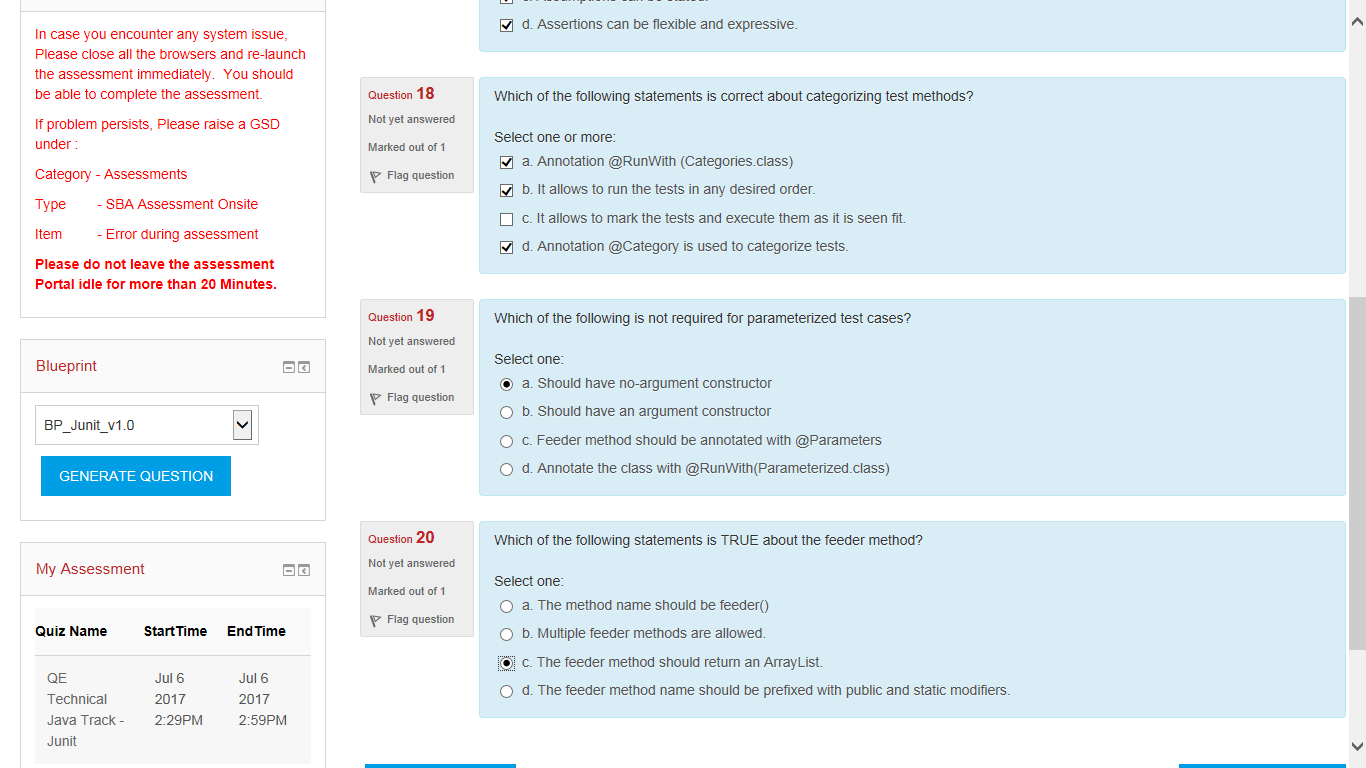 In case you encounter any system issue,
Please close all the browsers and re-launch
the assessment immediately. You should
be able to complete the assessment.
If problem persists, Please raise a GSD
under :
Category - Assessments
Type - SBA Assessment Onsite
Item - Error during assessment
Please do not leave the assessment
Portal idle for more than 20 Minutes.
Blueprint
BP_Junit_v1.0
GENERATE QUESTION
My Assessment
Quiz Name StartTime EndTime
QE Jul 6 Jul 6
Technical 2017 2017
Java Track - 2:29PM 2:59PM
Junit
d. Assertions can be flexible and expressive.
Question 18
Not yet answered
Marked out of 1
Flag question
Which of the following statements is correct about categorizing test methods?
Select one or more:
a. Annotation @RunWith (Categories.class)
b. It allows to run the tests in any desired order.
c. It allows to mark the tests and execute them as it is seen fit.
d. Annotation @Category is used to categorize tests.
Question 19
Not yet answered
Marked out of 1
Flag question
Which of the following is not required for parameterized test cases?
Select one:
a. Should have no-argument constructor
b. Should have an argument constructor
c. Feeder method should be annotated with @Parameters
d. Annotate the class with @RunWith(Parameterized.class)
Question 20
Not yet answered
Marked out of 1
Flag question
Which of the following statements is TRUE about the feeder method?
Select one:
a. The method name should be feeder()
b. Multiple feeder methods are allowed.
c. The feeder method should return an ArrayList.
d. The feeder method name should be prefixed with public and static modifiers.